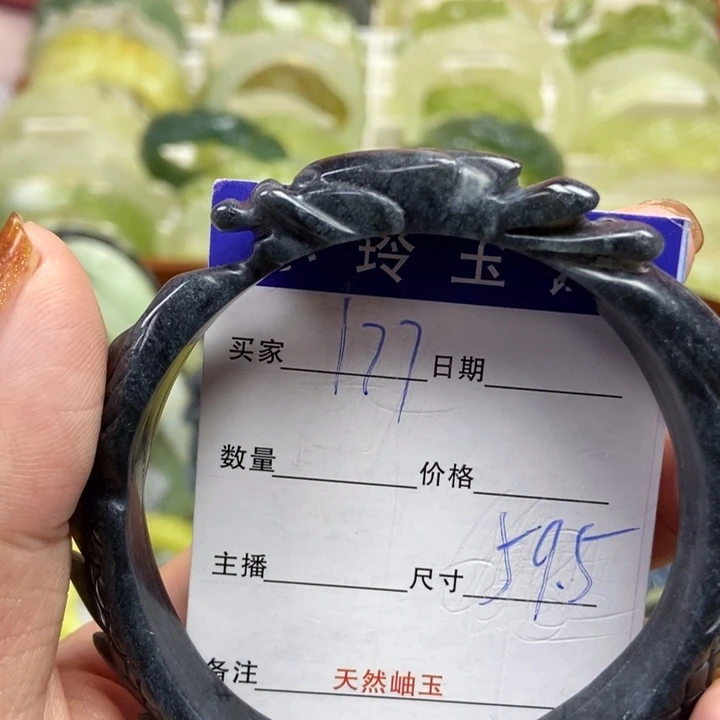 玲玉
买家 177 日期
数量 价格
主播 尺寸 59.5
备注 天然岫玉